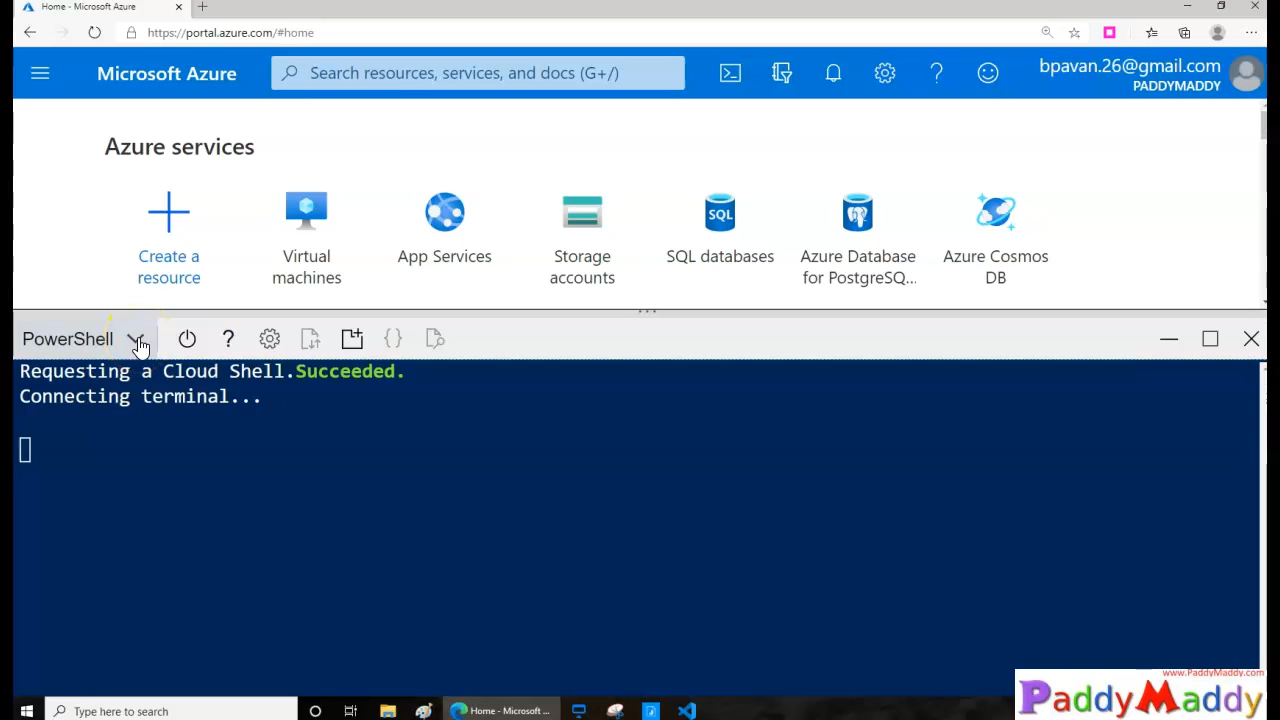 Home - Microsoft Azure
https://portal.azure.com/#home
Microsoft Azure
Search resources, services, and docs (G+/)
bpavan.26@gmail.com
PADDYMADDY
Azure services
Create a
resource
Virtual
machines
App Services
Storage
accounts
SQL
SQL databases
Azure Database
for PostgreSQ...
Azure Cosmos
DB
PowerShell
Requesting a Cloud Shell.Succeeded.
Connecting terminal...
www.PaddyMaddy.com
PaddyMaddy
Type here to search
Home - Microsoft ...